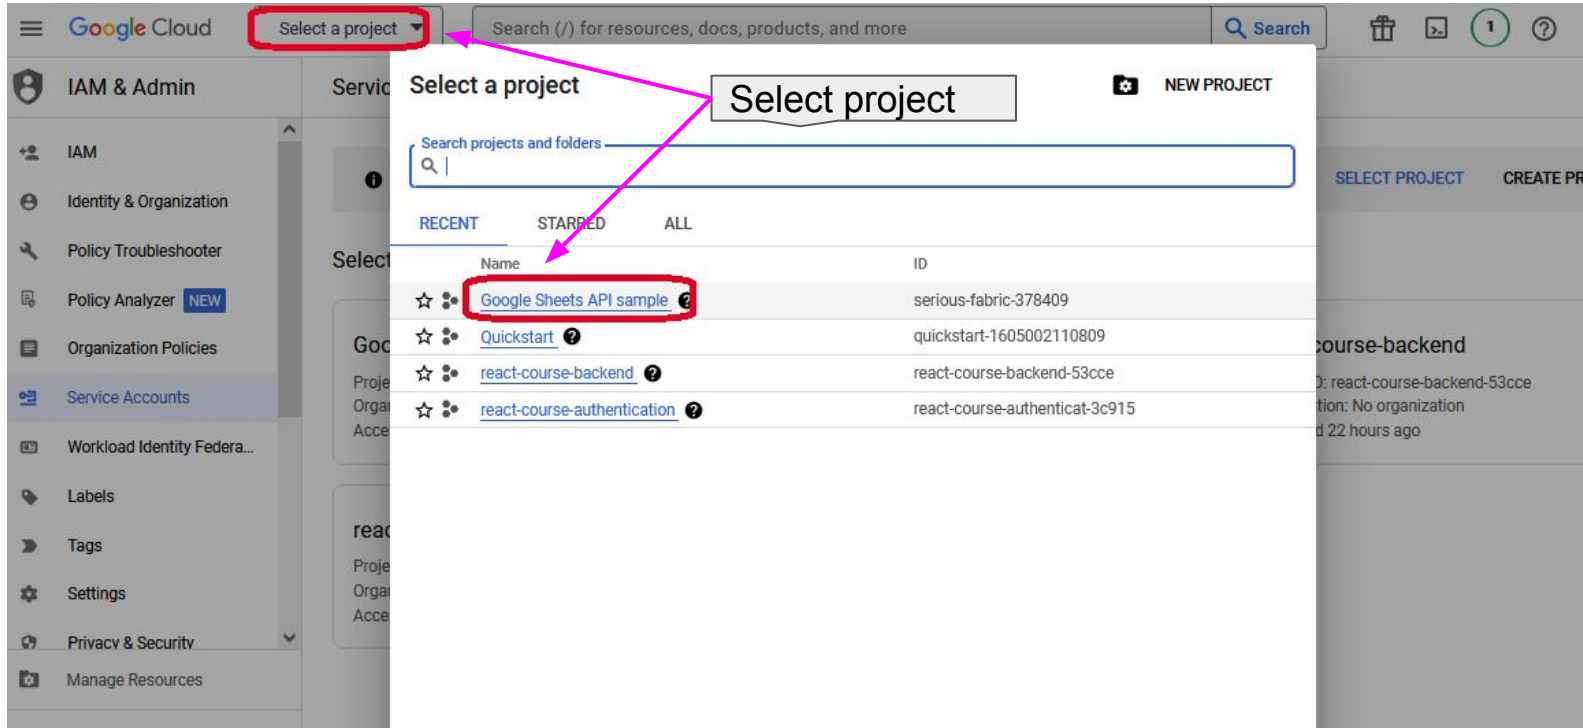 Google Cloud
Select a project
Search (/) for resources, docs, products, and more
Search
1
IAM & Admin
Servic
Select a project
NEW PROJECT
Select project
Search projects and folders
IAM
Identity & Organization
Policy Troubleshooter
Policy Analyzer NEW
Organization Policies
Service Accounts
Workload Identity Federa...
Labels
Tags
Settings
Privacy & Security
Manage Resources
SELECT PROJECT
CREATE PR
RECENT
STARRED
ALL
Select
Name
ID
Google Sheets API sample
serious-fabric-378409
Quickstart
quickstart-1605002110809
react-course-backend
react-course-backend-53cce
react-course-authentication
react-course-authenticat-3c915
Goo
Proje
Organ
Acce
reac
Proje
Organ
Acce
course-backend
D: react-course-backend-53cce
tion: No organization
d 22 hours ago